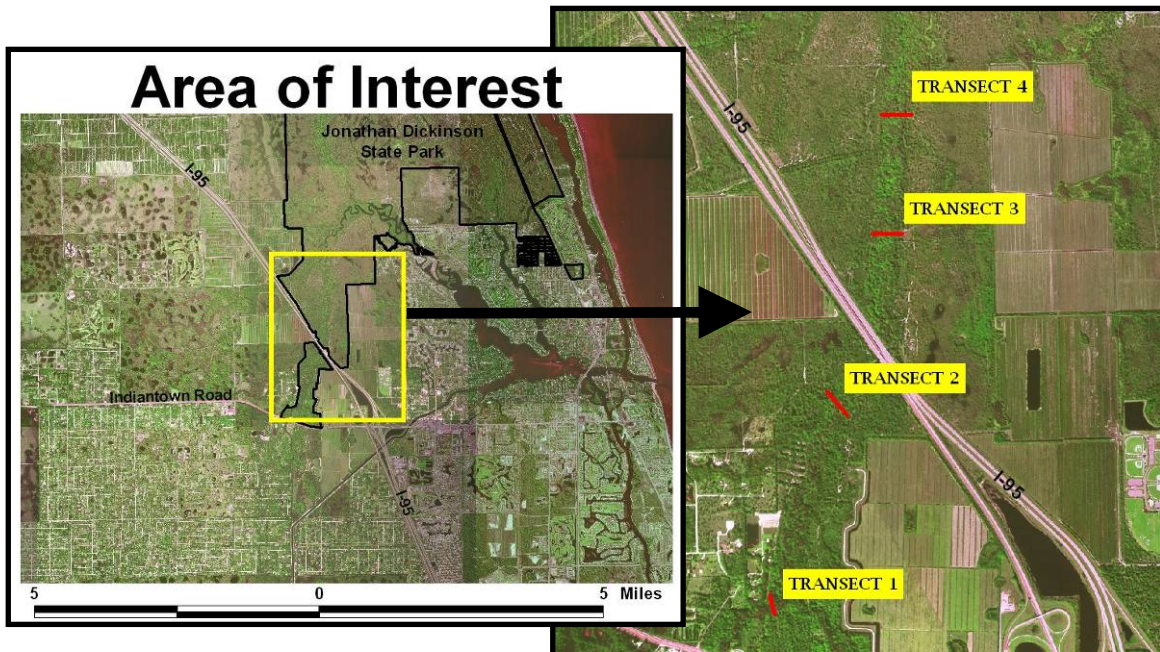 Area of Interest
Jonathan Dickinson
State Park
I-95
Indiantown Road
I-95
5 0 5 Miles
TRANSECT 4
I-95
TRANSECT 3
TRANSECT 2
I-95
TRANSECT 1